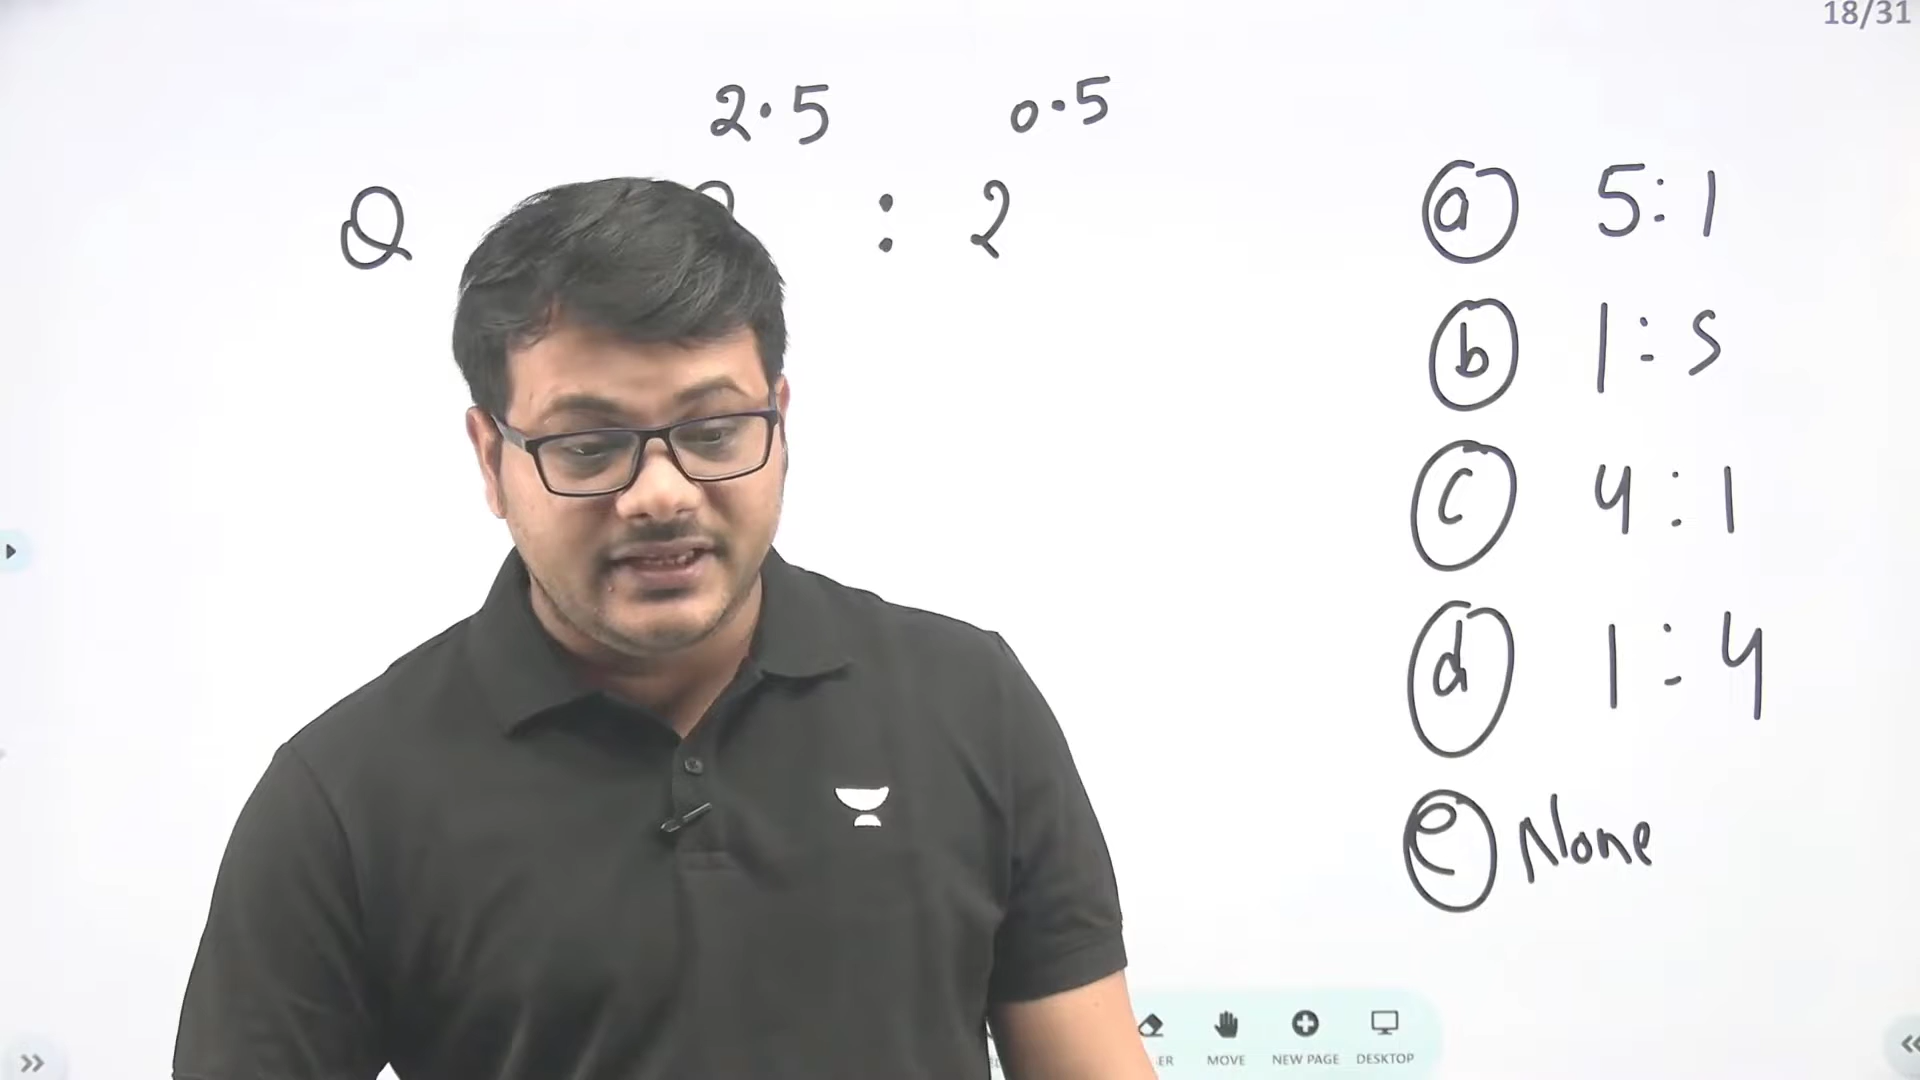 18/31
2.5 0.5
Q : 2
a 5:1
b 1:5
c 4:1
d 1:4
e None
MOVE NEW PAGE DESKTOP